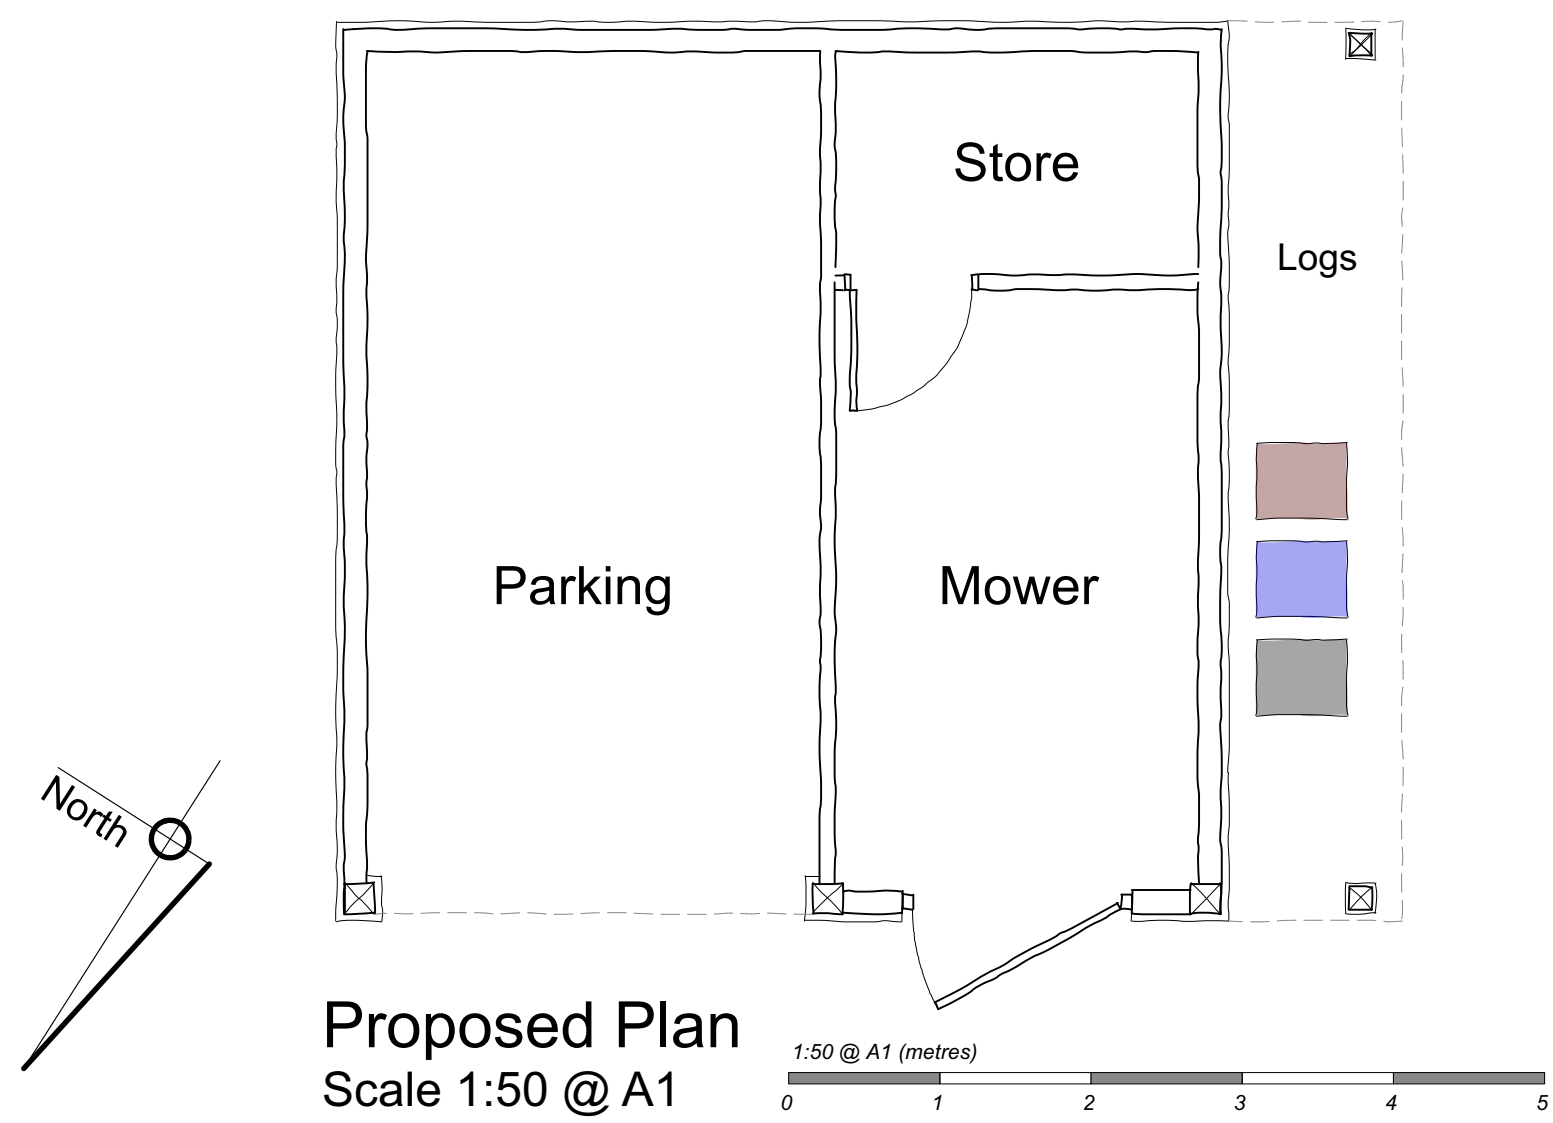 Store
Logs
Parking
Mower
North
Proposed Plan
Scale 1:50 @ A1
1:50 @ A1 (metres)
0 1 2 3 4 5